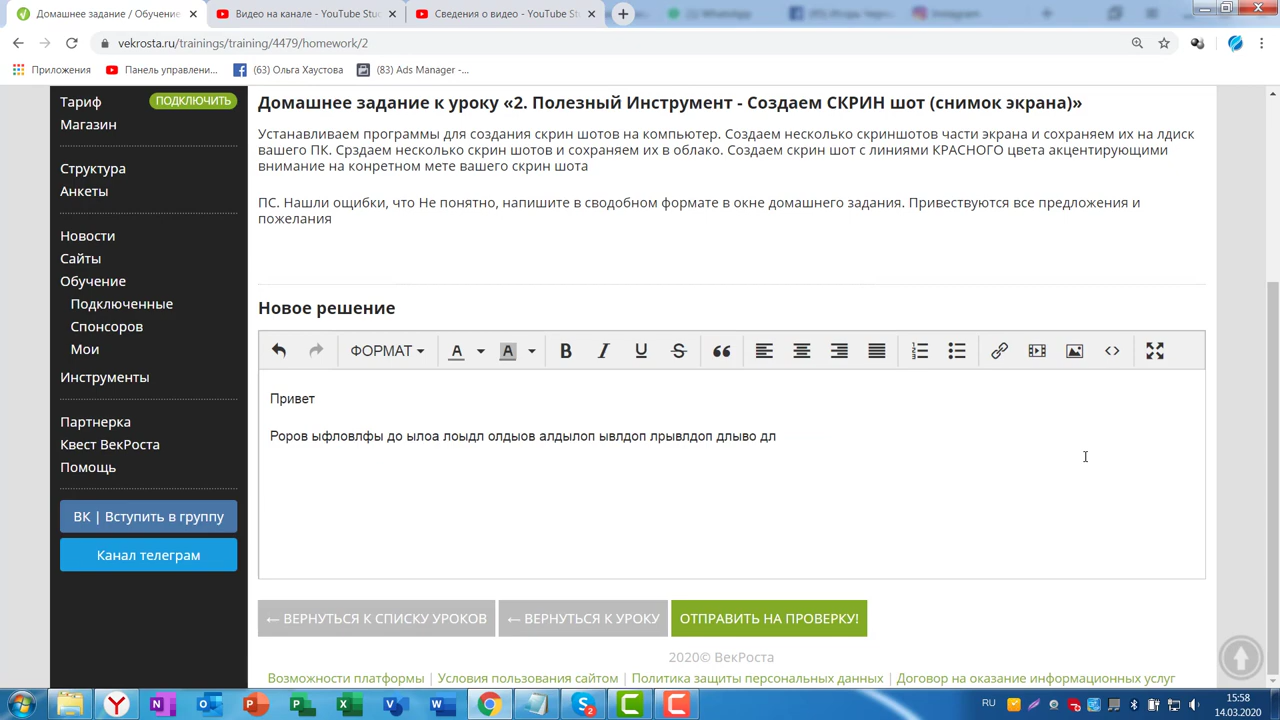 Домашнее задание / Обучение
Видео на канале - YouTube Stu
Сведения о видео - YouTube Stu
vekrosta.ru/trainings/training/4479/homework/2
Приложения
Панель управлени...
(63) Ольга Хаустова
(83) Ads Manager -...
Тариф
ПОДКЛЮЧИТЬ
Магазин
Структура
Анкеты
Новости
Сайты
Обучение
Подключенные
Спонсоров
Мои
Инструменты
Партнерка
Квест ВекРоста
Помощь
ВК | Вступить в группу
Канал телеграм
Домашнее задание к уроку «2. Полезный Инструмент - Создаем СКРИН шот (снимок экрана)»
Устанавливаем программы для создания скрин шотов на компьютер. Создаем несколько скриншотов части экрана и сохраняем их на лдиск
вашего ПК. Срздаем несколько скрин шотов и сохраняем их в облако. Создаем скрин шот с линиями КРАСНОГО цвета акцентирующими
внимание на конретном мете вашего скрин шота
ПС. Нашли ощибки, что Не понятно, напишите в сводобном формате в окне домашнего задания. Привествуются все предложения и
пожелания
Новое решение
ФОРМАТ
Привет
Роров ыфловлфы до ылоа лоыдл олдыов алдылоп ывлдоп лрывлдоп длыво дл
← ВЕРНУТЬСЯ К СПИСКУ УРОКОВ
← ВЕРНУТЬСЯ К УРОКУ
ОТПРАВИТЬ НА ПРОВЕРКУ!
2020© ВекРоста
Возможности платформы | Условия пользования сайтом | Политика защиты персональных данных | Договор на оказание информационных услуг
RU
15:58
14.03.2020